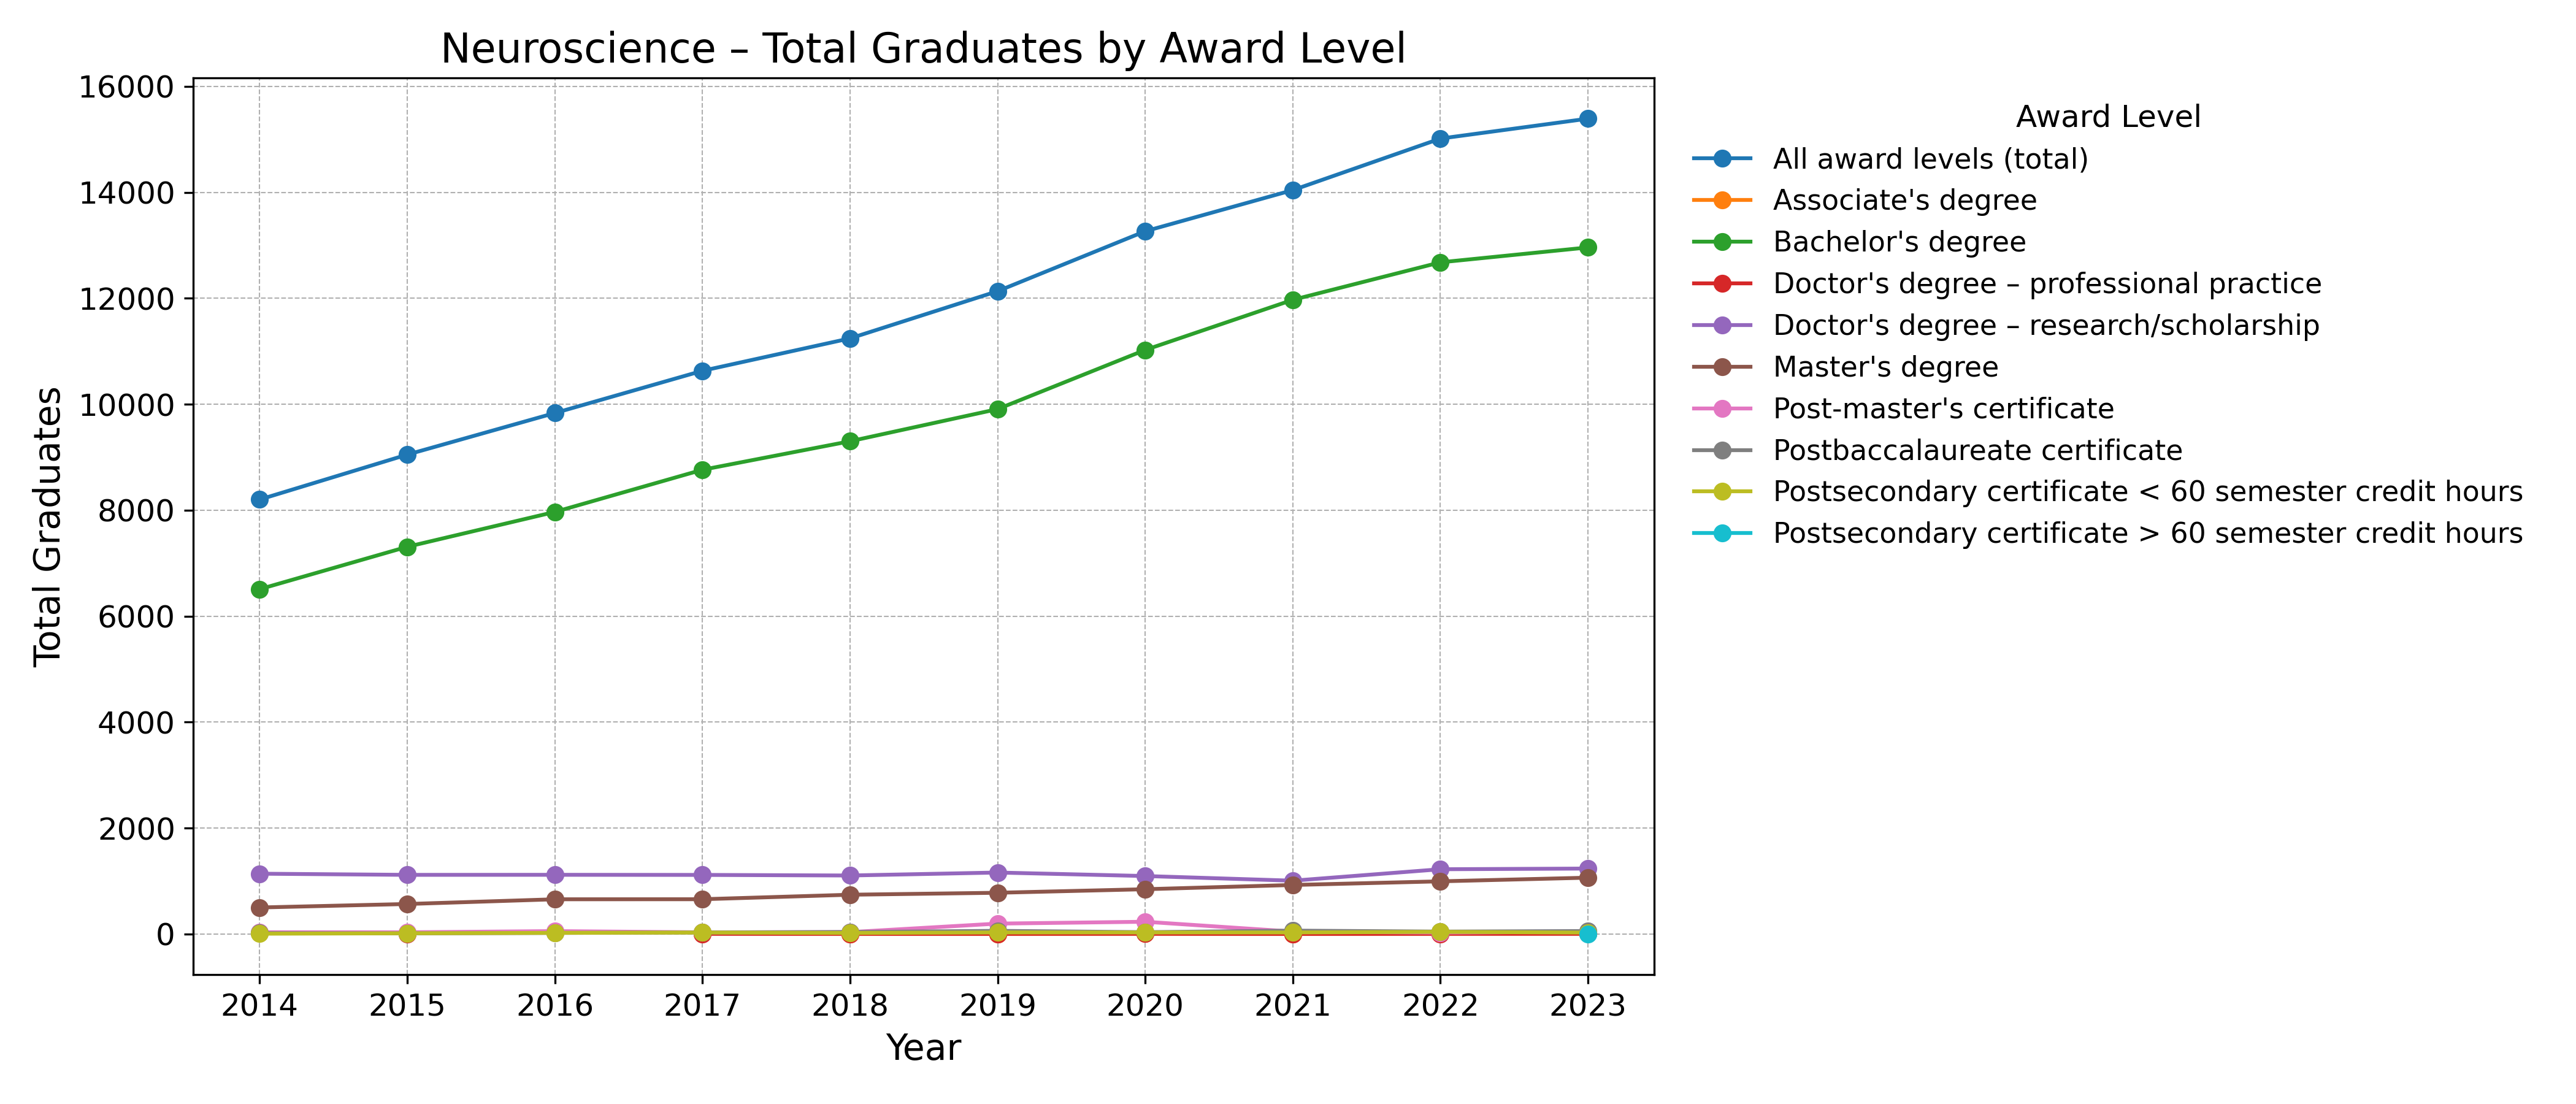 Neuroscience – Total Graduates by Award Level
Total Graduates
16000
14000
12000
10000
8000
6000
4000
2000
0
2014 2015 2016 2017 2018 2019 2020 2021 2022 2023
Year
Award Level
All award levels (total)
Associate's degree
Bachelor's degree
Doctor's degree – professional practice
Doctor's degree – research/scholarship
Master's degree
Post-master's certificate
Postbaccalaureate certificate
Postsecondary certificate < 60 semester credit hours
Postsecondary certificate > 60 semester credit hours